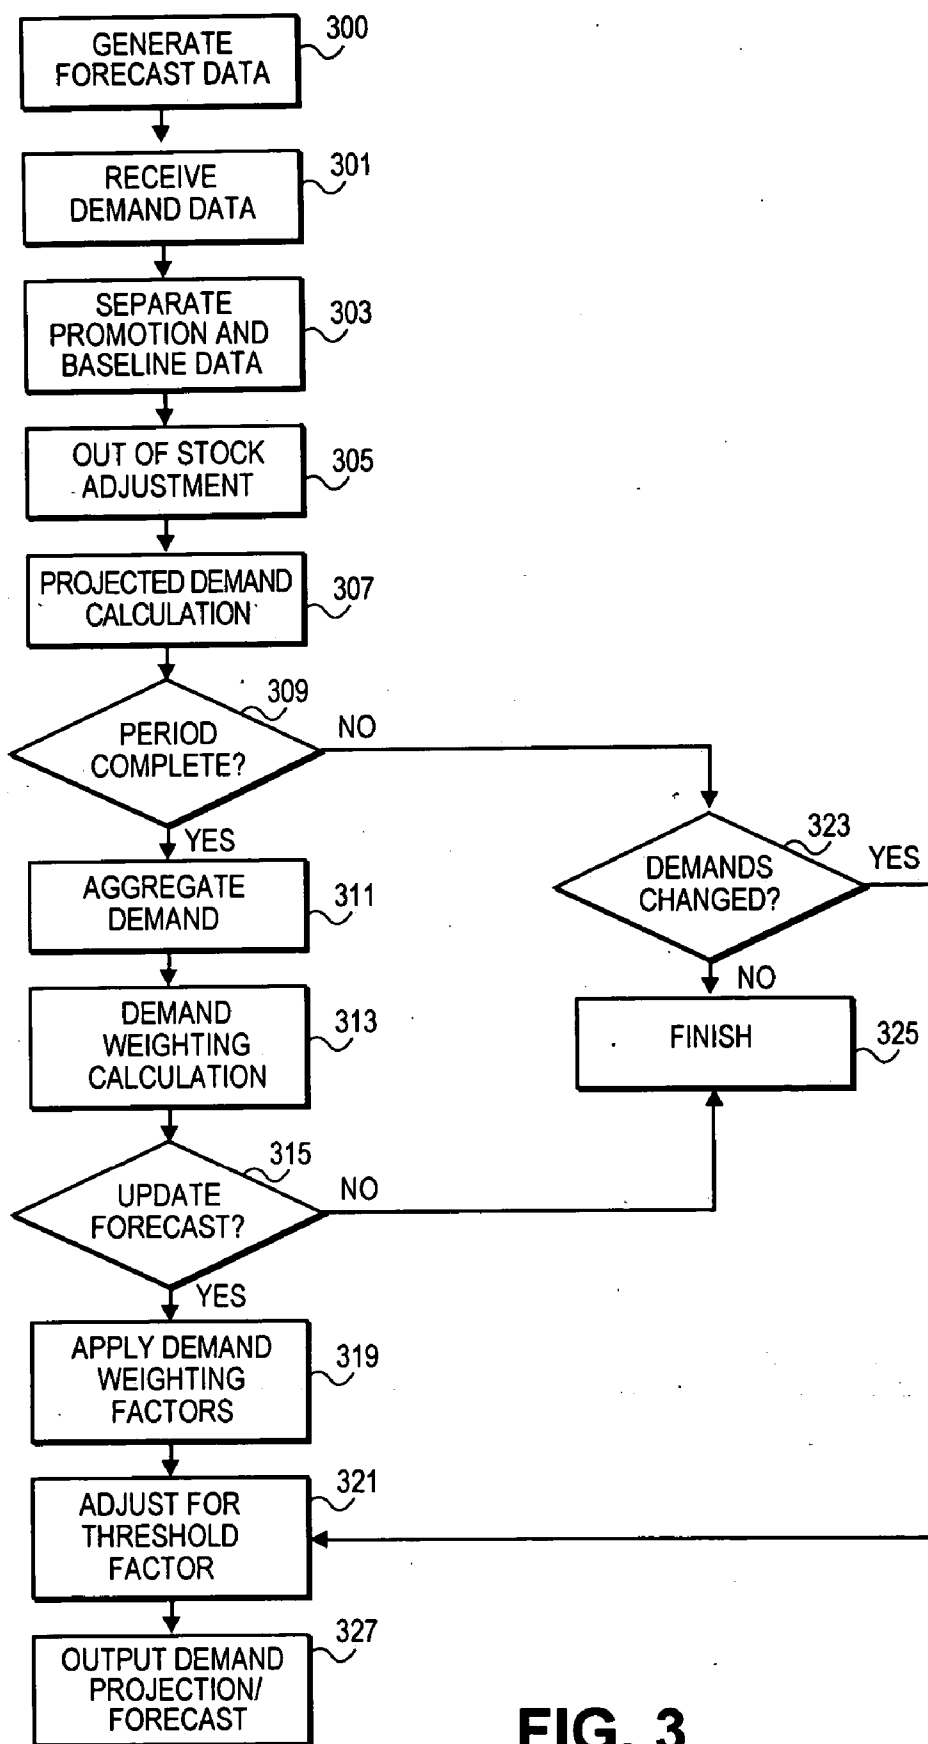 GENERATE
FORECAST DATA
300
RECEIVE
DEMAND DATA
301
SEPARATE
PROMOTION AND
BASELINE DATA
303
OUT OF STOCK
ADJUSTMENT
305
PROJECTED DEMAND
CALCULATION
307
PERIOD
COMPLETE?
309
NO
YES
DEMANDS
CHANGED?
323
YES
NO
AGGREGATE
DEMAND
311
DEMAND
WEIGHTING
CALCULATION
313
FINISH
325
UPDATE
FORECAST?
315
NO
YES
APPLY DEMAND
WEIGHTING
FACTORS
319
ADJUST FOR
THRESHOLD
FACTOR
321
OUTPUT DEMAND
PROJECTION/
FORECAST
327
FIG. 3